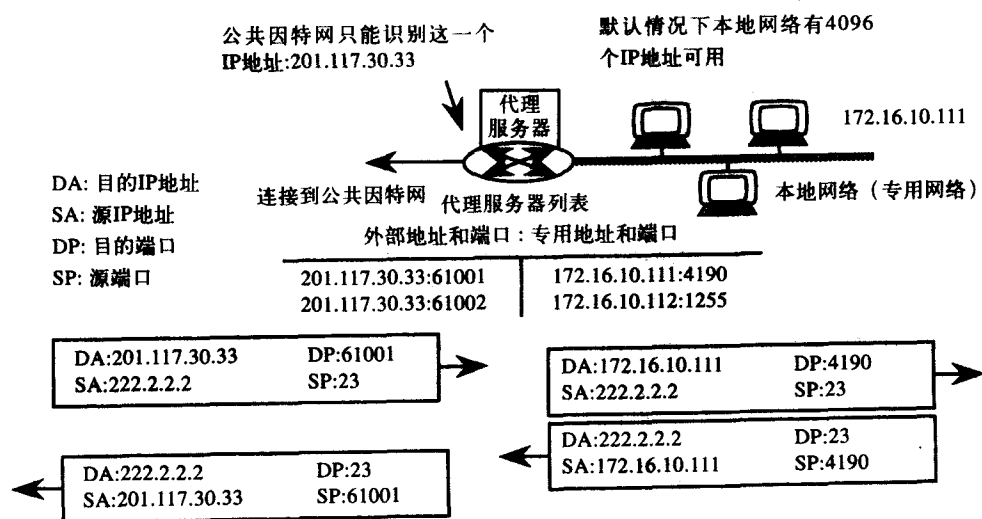 公共因特网只能识别这一个
IP地址:201.117.30.33
默认情况下本地网络有4096
个IP地址可用
代理
服务器
172.16.10.111
DA: 目的IP地址
SA: 源IP地址
DP: 目的端口
SP: 源端口
连接到公共因特网
代理服务器列表
本地网络（专用网络）
外部地址和端口：专用地址和端口
201.117.30.33:61001 172.16.10.111:4190
201.117.30.33:61002 172.16.10.112:1255
DA:201.117.30.33 DP:61001
SA:222.2.2.2 SP:23
DA:172.16.10.111 DP:4190
SA:222.2.2.2 SP:23
DA:222.2.2.2 DP:23
SA:172.16.10.111 SP:4190
DA:222.2.2.2 DP:23
SA:201.117.30.33 SP:61001